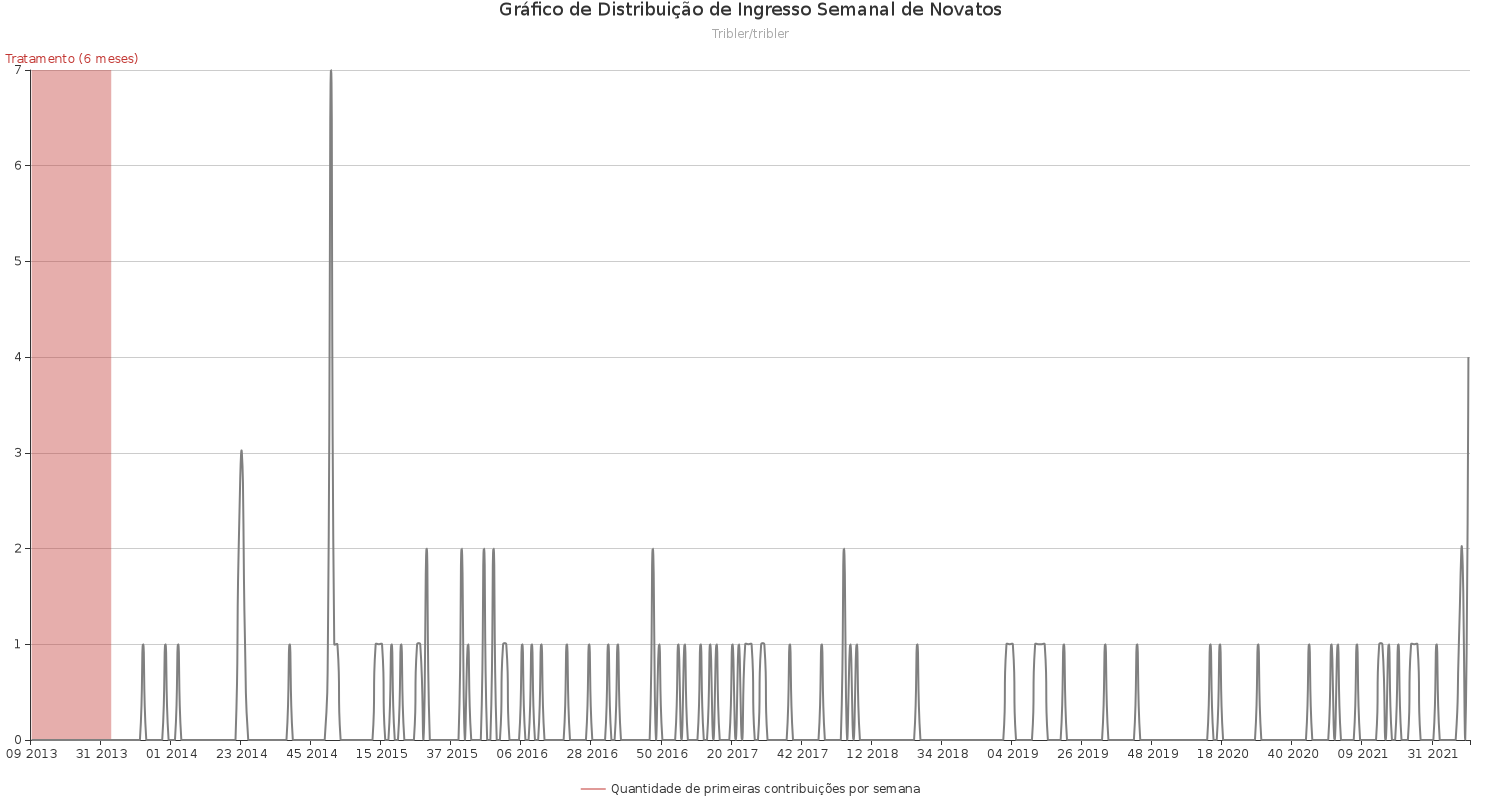 Gráfico de Distribuição de Ingresso Semanal de Novatos
Tribler/tribler
Tratamento (6 meses)
7
6
5
4
3
2
1
0
09 2013 31 2013 01 2014 23 2014 45 2014 15 2015 37 2015 06 2016 28 2016 50 2016 20 2017 42 2017 12 2018 34 2018 04 2019 26 2019 48 2019 18 2020 40 2020 09 2021 31 2021
Quantidade de primeiras contribuições por semana